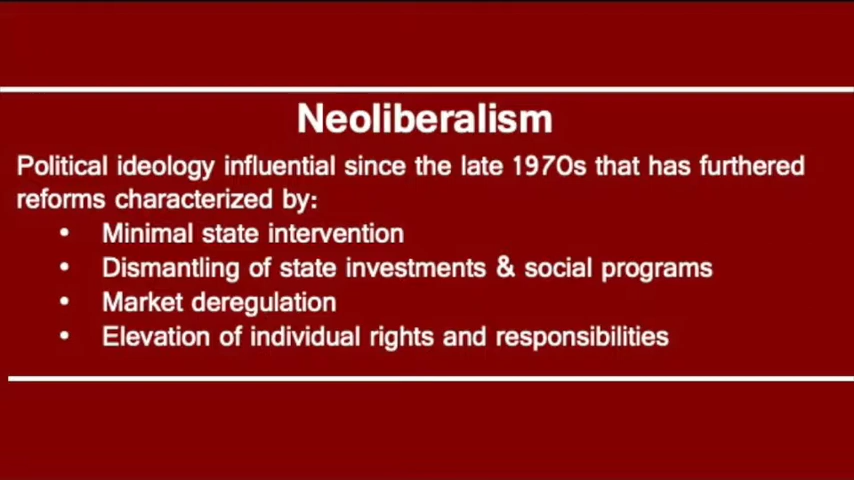 Neoliberalism
Political ideology influential since the late 1970s that has furthered
reforms characterized by:
• Minimal state intervention
• Dismantling of state investments & social programs
• Market deregulation
• Elevation of individual rights and responsibilities